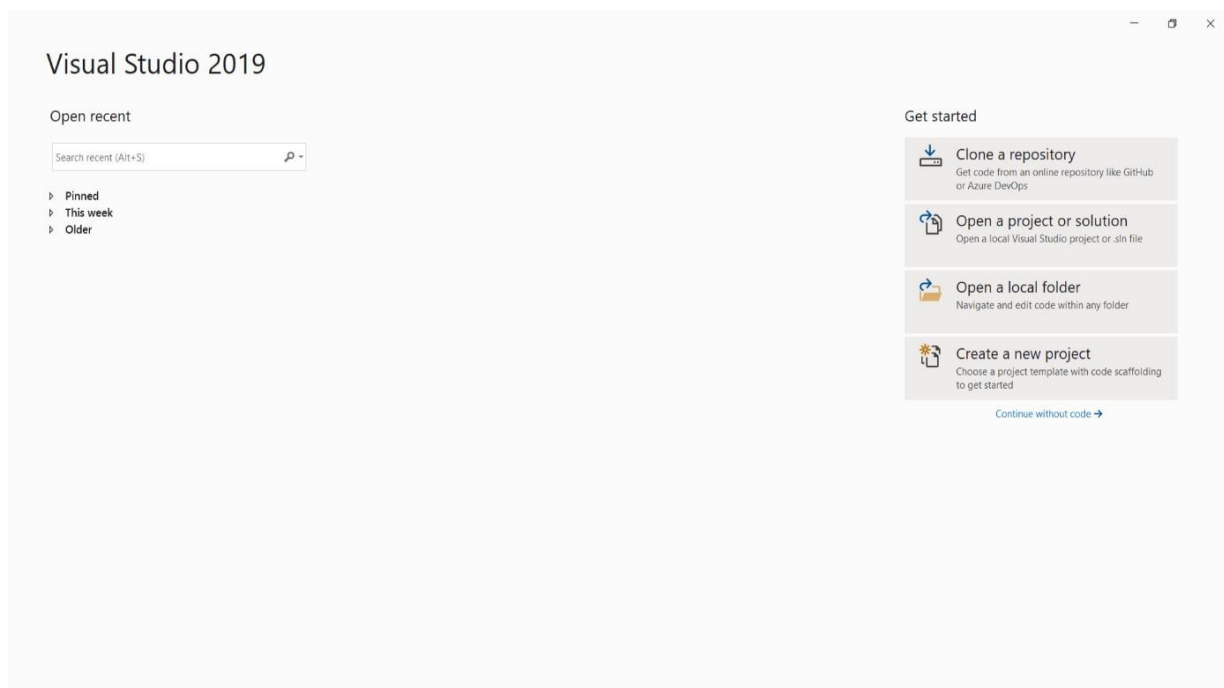 Visual Studio 2019
Open recent
Search recent (Alt+S)
Pinned
This week
Older
Get started
Clone a repository
Get code from an online repository like GitHub
or Azure DevOps
Open a project or solution
Open a local Visual Studio project or .sln file
Open a local folder
Navigate and edit code within any folder
Create a new project
Choose a project template with code scaffolding
to get started
Continue without code →